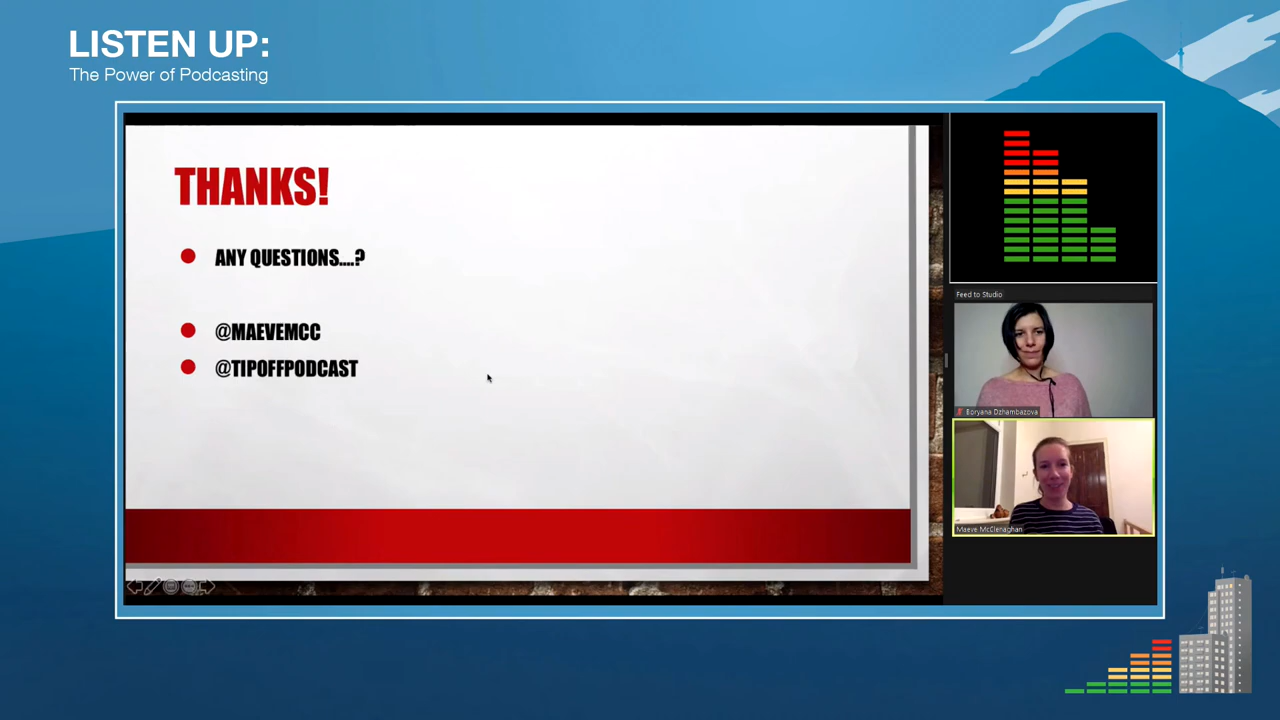 LISTEN UP:
The Power of Podcasting
THANKS!
ANY QUESTIONS....?
@MAEVEMCC
@TIPOFFPODCAST
Feed to Studio
Boryana Dzhambazova
Maeve McClenaghan